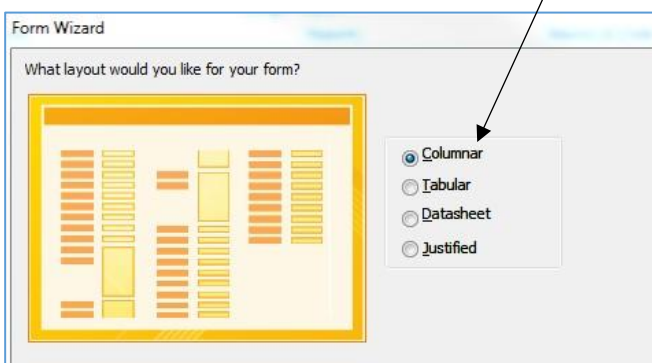 Form Wizard
What layout would you like for your form?
Columnar
Tabular
Datasheet
Justified